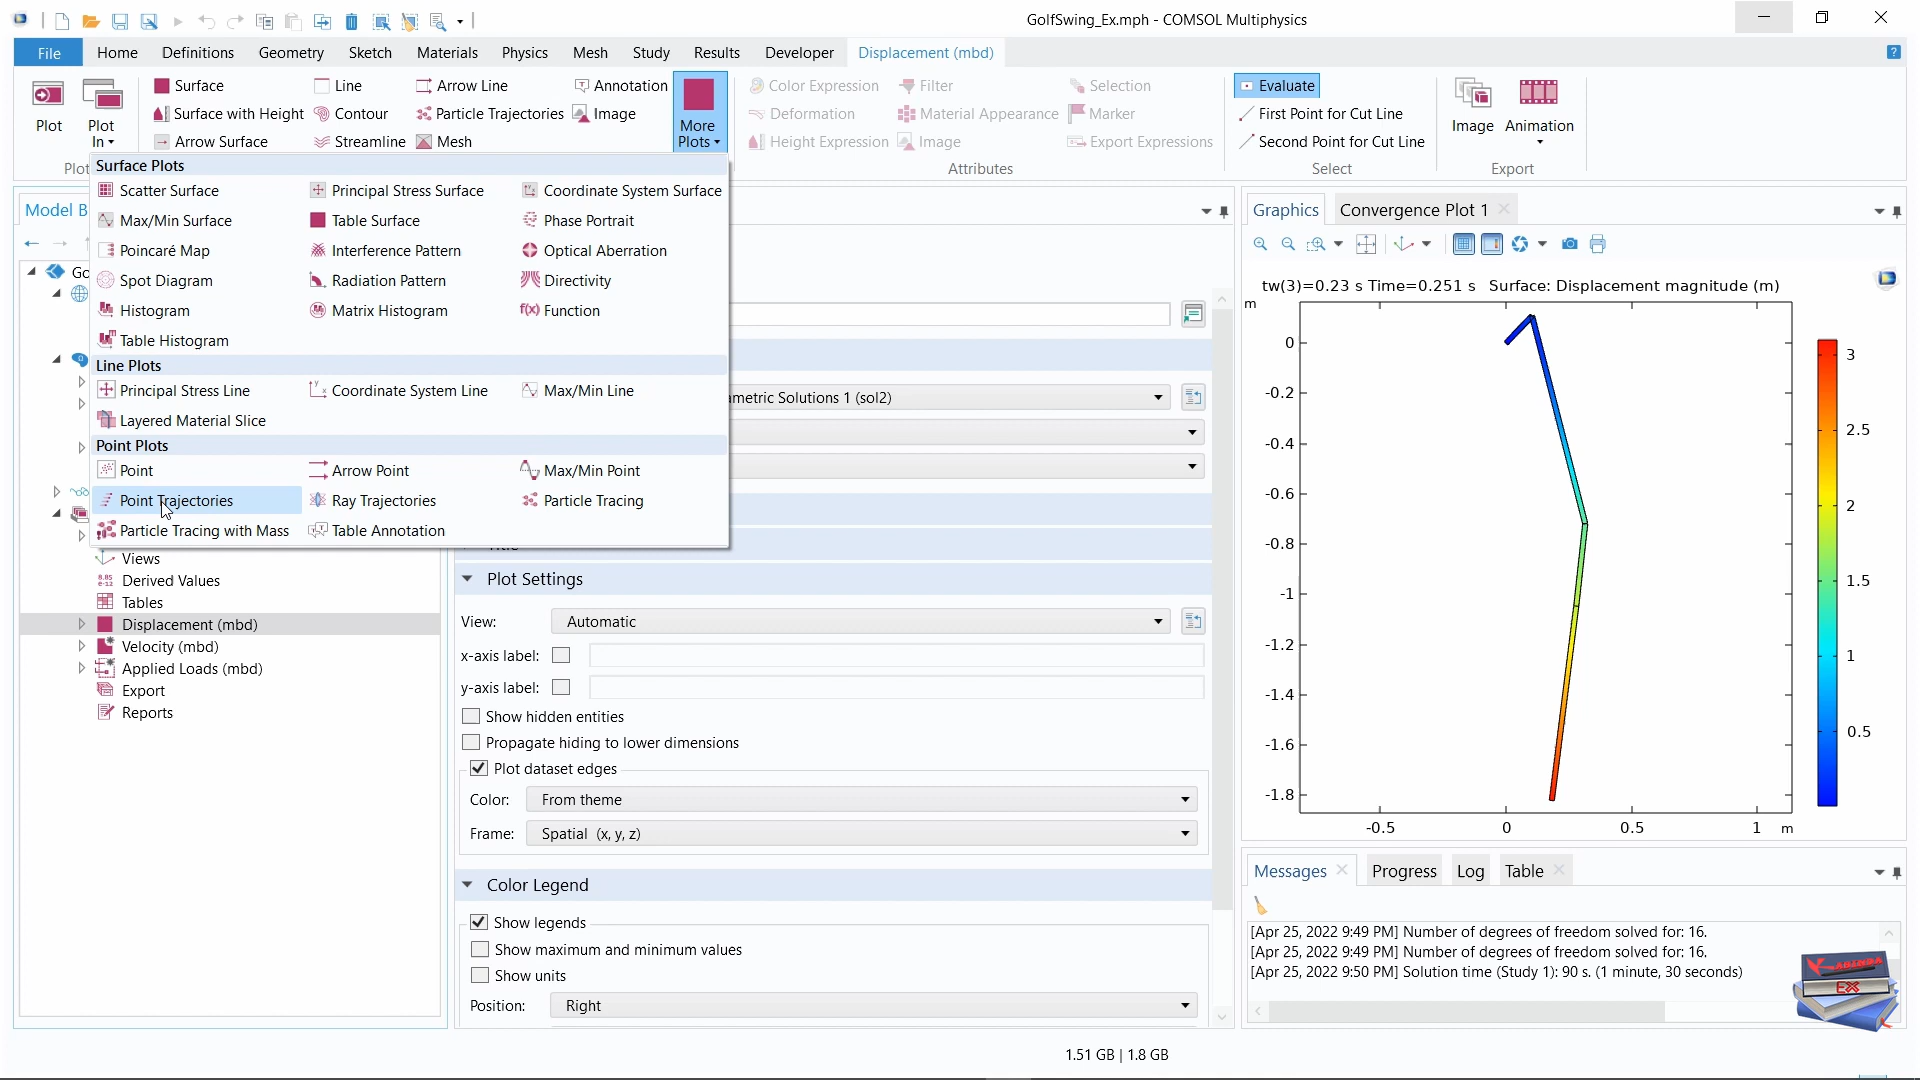 GolfSwing_Ex.mph - COMSOL Multiphysics
File Home Definitions Geometry Sketch Materials Physics Mesh Study Results Developer Displacement (mbd)
Plot
Plot In
Surface
Surface with Height
Arrow Surface
Line
Contour
Streamline
Arrow Line
Particle Trajectories
Mesh
Annotation
Image
More Plots
Color Expression
Deformation
Height Expression
Filter
Material Appearance
Image
Selection
Marker
Export Expressions
Attributes
Evaluate
First Point for Cut Line
Second Point for Cut Line
Select
Image
Animation
Export
Plot
Surface Plots
Scatter Surface Principal Stress Surface Coordinate System Surface
Max/Min Surface Table Surface Phase Portrait
Poincaré Map Interference Pattern Optical Aberration
Spot Diagram Radiation Pattern Directivity
Histogram Matrix Histogram f(x) Function
Table Histogram
Line Plots
Principal Stress Line Coordinate System Line Max/Min Line
Layered Material Slice
Point Plots
Point Arrow Point Max/Min Point
Point Trajectories Ray Trajectories Particle Tracing
Particle Tracing with Mass Table Annotation
Model B
Go
Views
Derived Values
Tables
Displacement (mbd)
Velocity (mbd)
Applied Loads (mbd)
Export
Reports
ametric Solutions 1 (sol2)
Plot Settings
View: Automatic
x-axis label:
y-axis label:
Show hidden entities
Propagate hiding to lower dimensions
Plot dataset edges
Color: From theme
Frame: Spatial (x, y, z)
Color Legend
Show legends
Show maximum and minimum values
Show units
Position: Right
Graphics Convergence Plot 1
tw(3)=0.23 s Time=0.251 s Surface: Displacement magnitude (m)
m
0
-0.2
-0.4
-0.6
-0.8
-1
-1.2
-1.4
-1.6
-1.8
-0.5 0 0.5 1 m
3
2.5
2
1.5
1
0.5
Messages Progress Log Table
[Apr 25, 2022 9:49 PM] Number of degrees of freedom solved for: 16.
[Apr 25, 2022 9:49 PM] Number of degrees of freedom solved for: 16.
[Apr 25, 2022 9:50 PM] Solution time (Study 1): 90 s. (1 minute, 30 seconds)
EX
1.51 GB | 1.8 GB